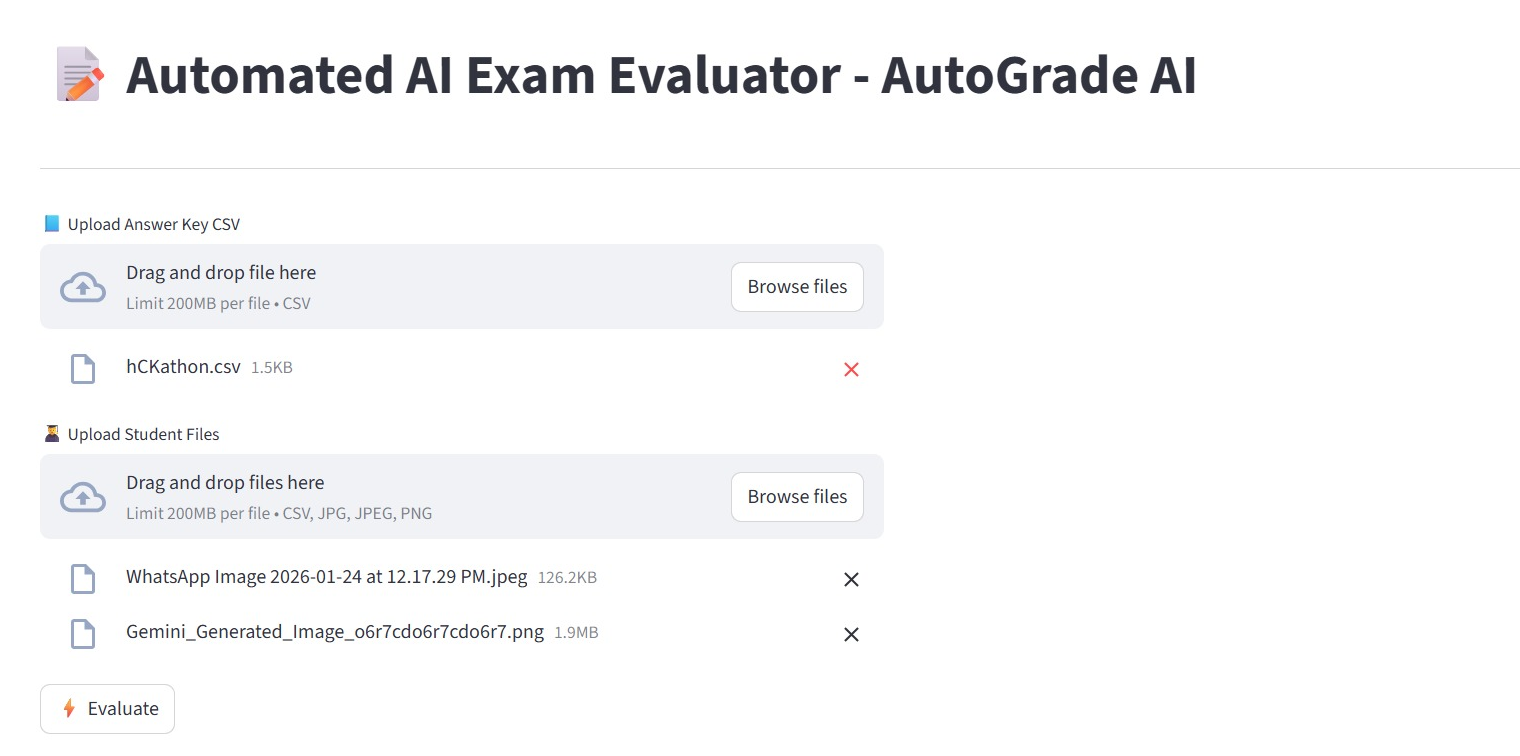 Automated AI Exam Evaluator - AutoGrade AI
Upload Answer Key CSV
Drag and drop file here
Limit 200MB per file • CSV
Browse files
hCKathon.csv 1.5KB
Upload Student Files
Drag and drop files here
Limit 200MB per file • CSV, JPG, JPEG, PNG
Browse files
WhatsApp Image 2026-01-24 at 12.17.29 PM.jpeg 126.2KB
Gemini_Generated_Image_o6r7cdo6r7cdo6r7.png 1.9MB
Evaluate